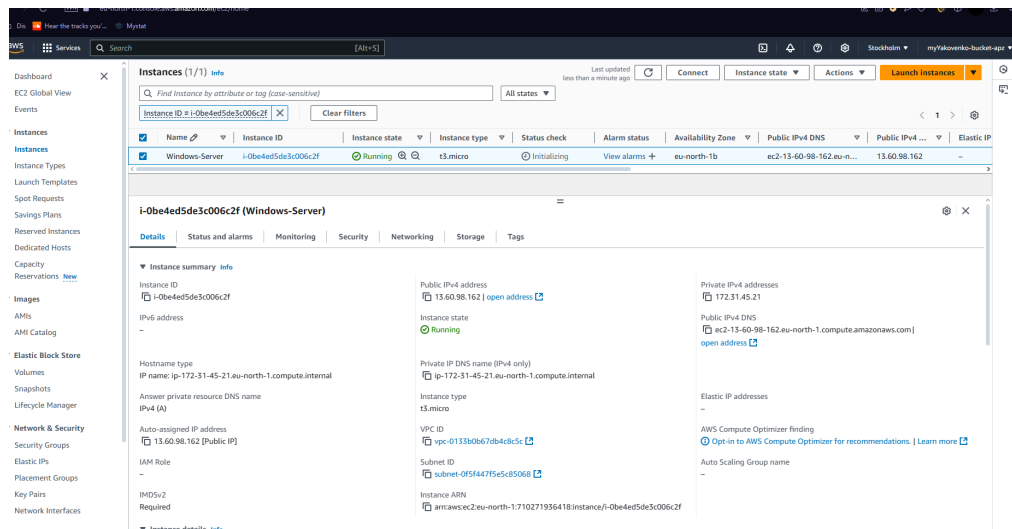 Dis Hear the tracks you'... Mystat
aws Services Search [Alt+S] Stockholm ▼ myYakovenko-bucket-apz ▼
Dashboard
EC2 Global View
Events
Instances
Instances
Instance Types
Launch Templates
Spot Requests
Savings Plans
Reserved Instances
Dedicated Hosts
Capacity
Reservations New
Images
AMIs
AMI Catalog
Elastic Block Store
Volumes
Snapshots
Lifecycle Manager
Network & Security
Security Groups
Elastic IPs
Placement Groups
Key Pairs
Network Interfaces
Instances (1/1) Info
Last updated
less than a minute ago
Connect Instance state ▼ Actions ▼ Launch instances ▼
Find Instance by attribute or tag (case-sensitive) All states ▼
Instance ID = i-0be4ed5de3c006c2f Clear filters
1
Name Instance ID Instance state Instance type Status check Alarm status Availability Zone Public IPv4 DNS Public IPv4 ... Elastic IP
Windows-Server i-0be4ed5de3c006c2f Running t3.micro Initializing View alarms + eu-north-1b ec2-13-60-98-162.eu-n... 13.60.98.162 –
i-0be4ed5de3c006c2f (Windows-Server)
Details Status and alarms Monitoring Security Networking Storage Tags
▼ Instance summary Info
Instance ID
i-0be4ed5de3c006c2f
Public IPv4 address
13.60.98.162 | open address
Private IPv4 addresses
172.31.45.21
IPv6 address
–
Instance state
Running
Public IPv4 DNS
ec2-13-60-98-162.eu-north-1.compute.amazonaws.com |
open address
Hostname type
IP name: ip-172-31-45-21.eu-north-1.compute.internal
Private IP DNS name (IPv4 only)
ip-172-31-45-21.eu-north-1.compute.internal
Answer private resource DNS name
IPv4 (A)
Instance type
t3.micro
Elastic IP addresses
–
Auto-assigned IP address
13.60.98.162 [Public IP]
VPC ID
vpc-0133b0b67db4c8c5c
AWS Compute Optimizer finding
Opt-in to AWS Compute Optimizer for recommendations. | Learn more
IAM Role
–
Subnet ID
subnet-0f5f447f5e5c85068
Auto Scaling Group name
–
IMDSv2
Required
Instance ARN
arn:aws:ec2:eu-north-1:710271936418:instance/i-0be4ed5de3c006c2f
▼ Instance details Info